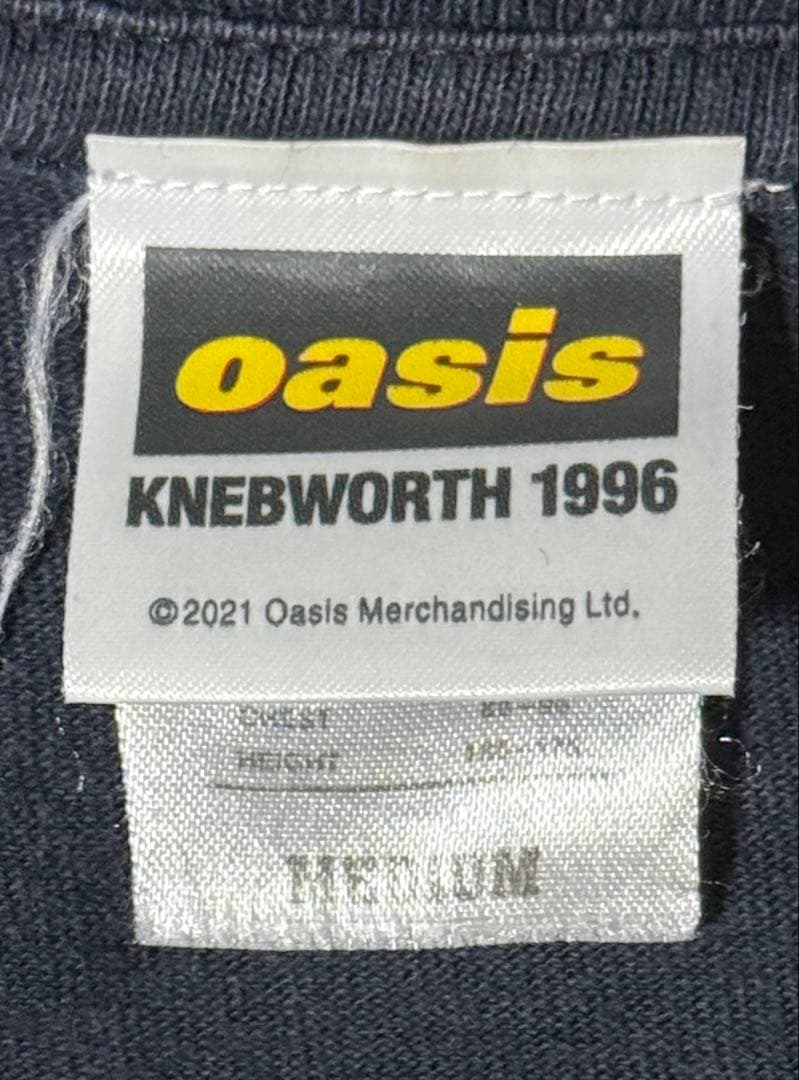 oasis
KNEBWORTH 1996
©2021 Oasis Merchandising Ltd.
CHEST
HEIGHT
MEDIUM